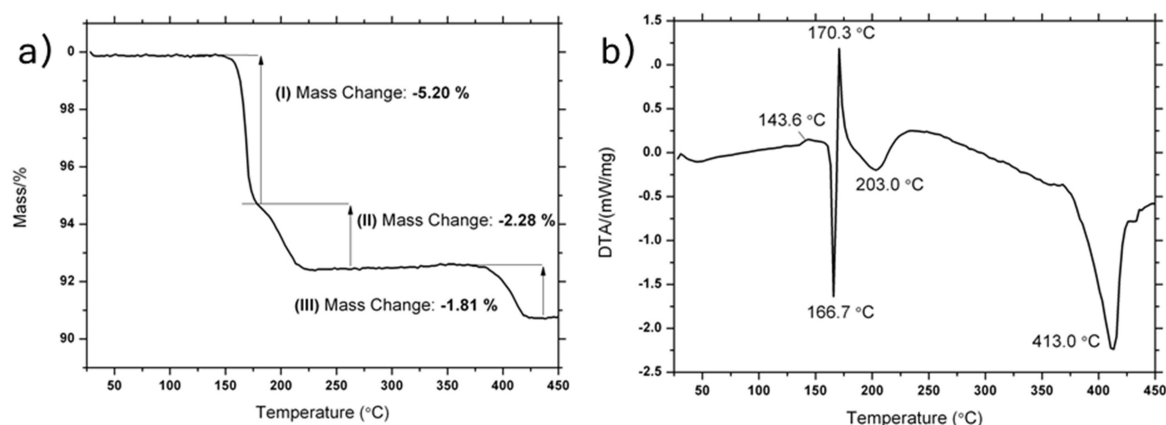 a)
0
98
96
94
92
90
Mass/%
(I) Mass Change: -5.20 %
(II) Mass Change: -2.28 %
(III) Mass Change: -1.81 %
50 100 150 200 250 300 350 400 450
Temperature (°C)
b)
1.5
.0
0.5
0.0
-0.5
-1.0
-1.5
-2.0
-2.5
DTA/(mW/mg)
170.3 °C
143.6 °C
203.0 °C
166.7 °C
413.0 °C
50 100 150 200 250 300 350 400 450
Temperature (°C)